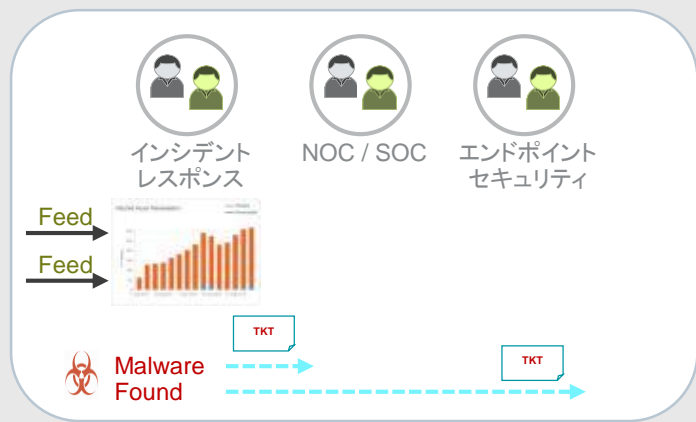 インシデント
レスポンス
NOC / SOC
エンドポイント
セキュリティ
Feed
Feed
TKT
TKT
Malware
Found